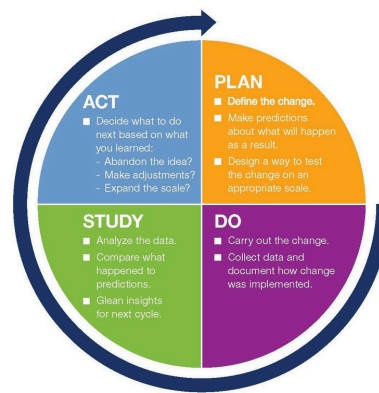 ACT
■ Decide what to do
next based on what
you learned:
- Abandon the idea?
- Make adjustments?
- Expand the scale?
PLAN
■ Define the change.
■ Make predictions
about what will happen
as a result.
■ Design a way to test
the change on an
appropriate scale.
STUDY
■ Analyze the data.
■ Compare what
happened to
predictions.
■ Glean insights
for next cycle.
DO
■ Carry out the change.
■ Collect data and
document how change
was implemented.